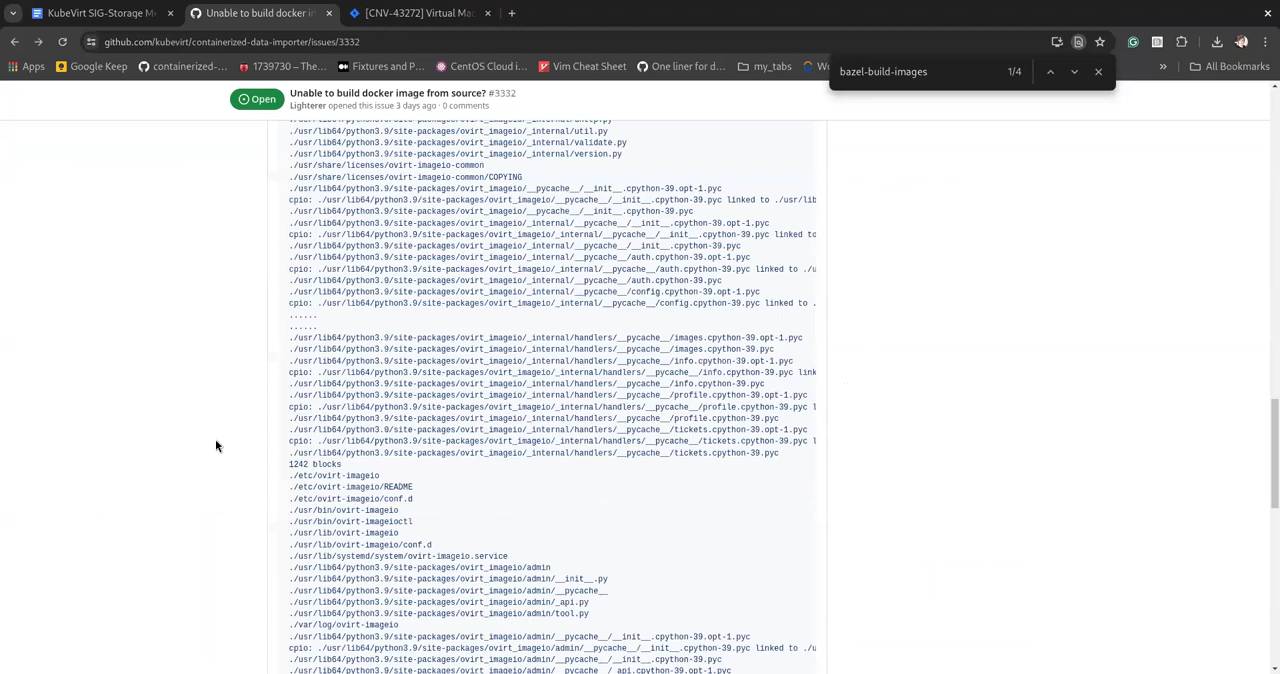 KubeVirt SIG-Storage M
Unable to build docker i
[CNV-43272] Virtual Ma
github.com/kubevirt/containerized-data-importer/issues/3332
Apps
Google Keep
containerized-...
1739730 – The...
Fixtures and P...
CentOS Cloud i...
Vim Cheat Sheet
One liner for d...
my_tabs
All Bookmarks
bazel-build-images
1/4
Open
Unable to build docker image from source? #3332
Lighterer opened this issue 3 days ago · 0 comments
./usr/lib64/python3.9/site-packages/ovirt_imageio/_internal/util.py
./usr/lib64/python3.9/site-packages/ovirt_imageio/_internal/validate.py
./usr/lib64/python3.9/site-packages/ovirt_imageio/_internal/version.py
./usr/share/licenses/ovirt-imageio-common
./usr/share/licenses/ovirt-imageio-common/COPYING
./usr/lib64/python3.9/site-packages/ovirt_imageio/__pycache__/__init__.cpython-39.opt-1.pyc
cpio: ./usr/lib64/python3.9/site-packages/ovirt_imageio/__pycache__/__init__.cpython-39.pyc linked to ./usr/lib
./usr/lib64/python3.9/site-packages/ovirt_imageio/__pycache__/__init__.cpython-39.pyc
./usr/lib64/python3.9/site-packages/ovirt_imageio/_internal/__pycache__/__init__.cpython-39.opt-1.pyc
cpio: ./usr/lib64/python3.9/site-packages/ovirt_imageio/_internal/__pycache__/__init__.cpython-39.pyc linked to
./usr/lib64/python3.9/site-packages/ovirt_imageio/_internal/__pycache__/__init__.cpython-39.pyc
./usr/lib64/python3.9/site-packages/ovirt_imageio/_internal/__pycache__/auth.cpython-39.opt-1.pyc
cpio: ./usr/lib64/python3.9/site-packages/ovirt_imageio/_internal/__pycache__/auth.cpython-39.pyc linked to ./u
./usr/lib64/python3.9/site-packages/ovirt_imageio/_internal/__pycache__/auth.cpython-39.pyc
./usr/lib64/python3.9/site-packages/ovirt_imageio/_internal/__pycache__/config.cpython-39.opt-1.pyc
cpio: ./usr/lib64/python3.9/site-packages/ovirt_imageio/_internal/__pycache__/config.cpython-39.pyc linked to .
......
......
./usr/lib64/python3.9/site-packages/ovirt_imageio/_internal/handlers/__pycache__/images.cpython-39.opt-1.pyc
./usr/lib64/python3.9/site-packages/ovirt_imageio/_internal/handlers/__pycache__/images.cpython-39.pyc
./usr/lib64/python3.9/site-packages/ovirt_imageio/_internal/handlers/__pycache__/info.cpython-39.opt-1.pyc
cpio: ./usr/lib64/python3.9/site-packages/ovirt_imageio/_internal/handlers/__pycache__/info.cpython-39.pyc link
./usr/lib64/python3.9/site-packages/ovirt_imageio/_internal/handlers/__pycache__/info.cpython-39.pyc
./usr/lib64/python3.9/site-packages/ovirt_imageio/_internal/handlers/__pycache__/profile.cpython-39.opt-1.pyc
cpio: ./usr/lib64/python3.9/site-packages/ovirt_imageio/_internal/handlers/__pycache__/profile.cpython-39.pyc l
./usr/lib64/python3.9/site-packages/ovirt_imageio/_internal/handlers/__pycache__/profile.cpython-39.pyc
./usr/lib64/python3.9/site-packages/ovirt_imageio/_internal/handlers/__pycache__/tickets.cpython-39.opt-1.pyc
cpio: ./usr/lib64/python3.9/site-packages/ovirt_imageio/_internal/handlers/__pycache__/tickets.cpython-39.pyc l
./usr/lib64/python3.9/site-packages/ovirt_imageio/_internal/handlers/__pycache__/tickets.cpython-39.pyc
1242 blocks
./etc/ovirt-imageio
./etc/ovirt-imageio/README
./etc/ovirt-imageio/conf.d
./usr/bin/ovirt-imageio
./usr/bin/ovirt-imageioctl
./usr/lib/ovirt-imageio
./usr/lib/ovirt-imageio/conf.d
./usr/lib/systemd/system/ovirt-imageio.service
./usr/lib64/python3.9/site-packages/ovirt_imageio/admin
./usr/lib64/python3.9/site-packages/ovirt_imageio/admin/__init__.py
./usr/lib64/python3.9/site-packages/ovirt_imageio/admin/__pycache__
./usr/lib64/python3.9/site-packages/ovirt_imageio/admin/_api.py
./usr/lib64/python3.9/site-packages/ovirt_imageio/admin/tool.py
./var/log/ovirt-imageio
./usr/lib64/python3.9/site-packages/ovirt_imageio/admin/__pycache__/__init__.cpython-39.opt-1.pyc
cpio: ./usr/lib64/python3.9/site-packages/ovirt_imageio/admin/__pycache__/__init__.cpython-39.pyc linked to ./u
./usr/lib64/python3.9/site-packages/ovirt_imageio/admin/__pycache__/__init__.cpython-39.pyc
./usr/lib64/python3.9/site-packages/ovirt_imageio/admin/__pycache__/_api.cpython-39.opt-1.pyc